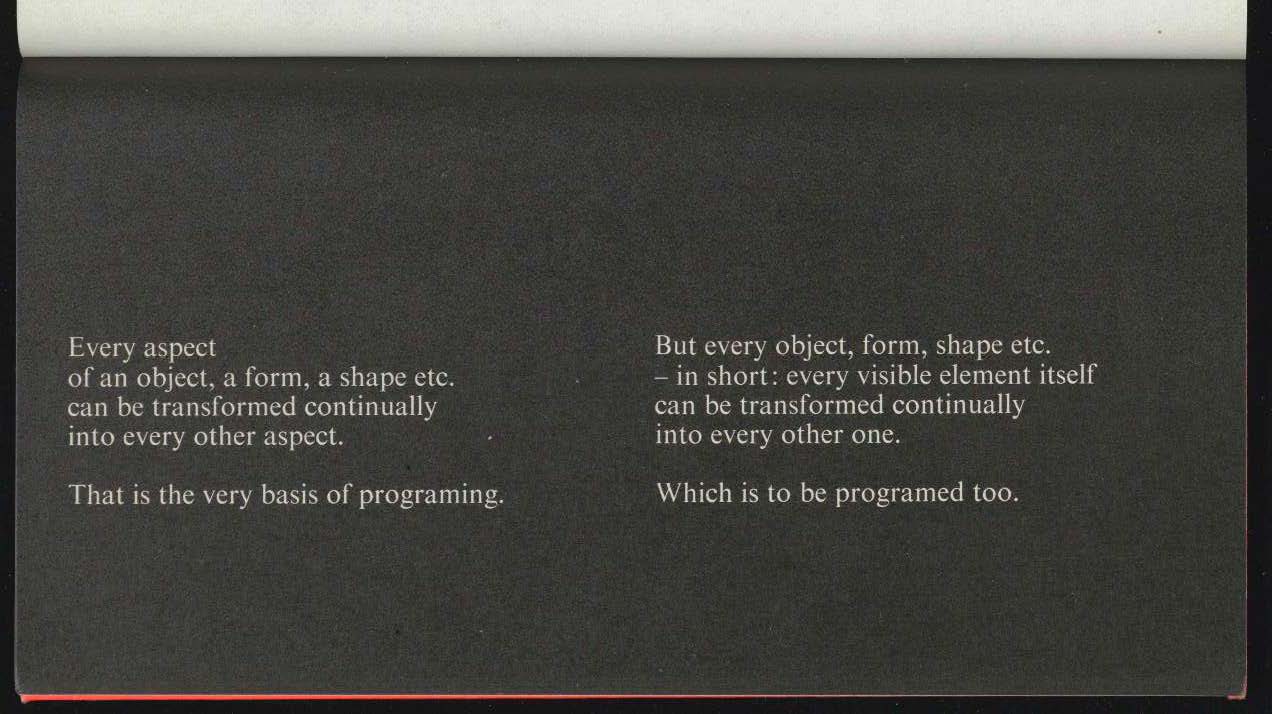 Every aspect
of an object, a form, a shape etc.
can be transformed continually
into every other aspect.
That is the very basis of programing.
But every object, form, shape etc.
– in short: every visible element itself
can be transformed continually
into every other one.
Which is to be programed too.